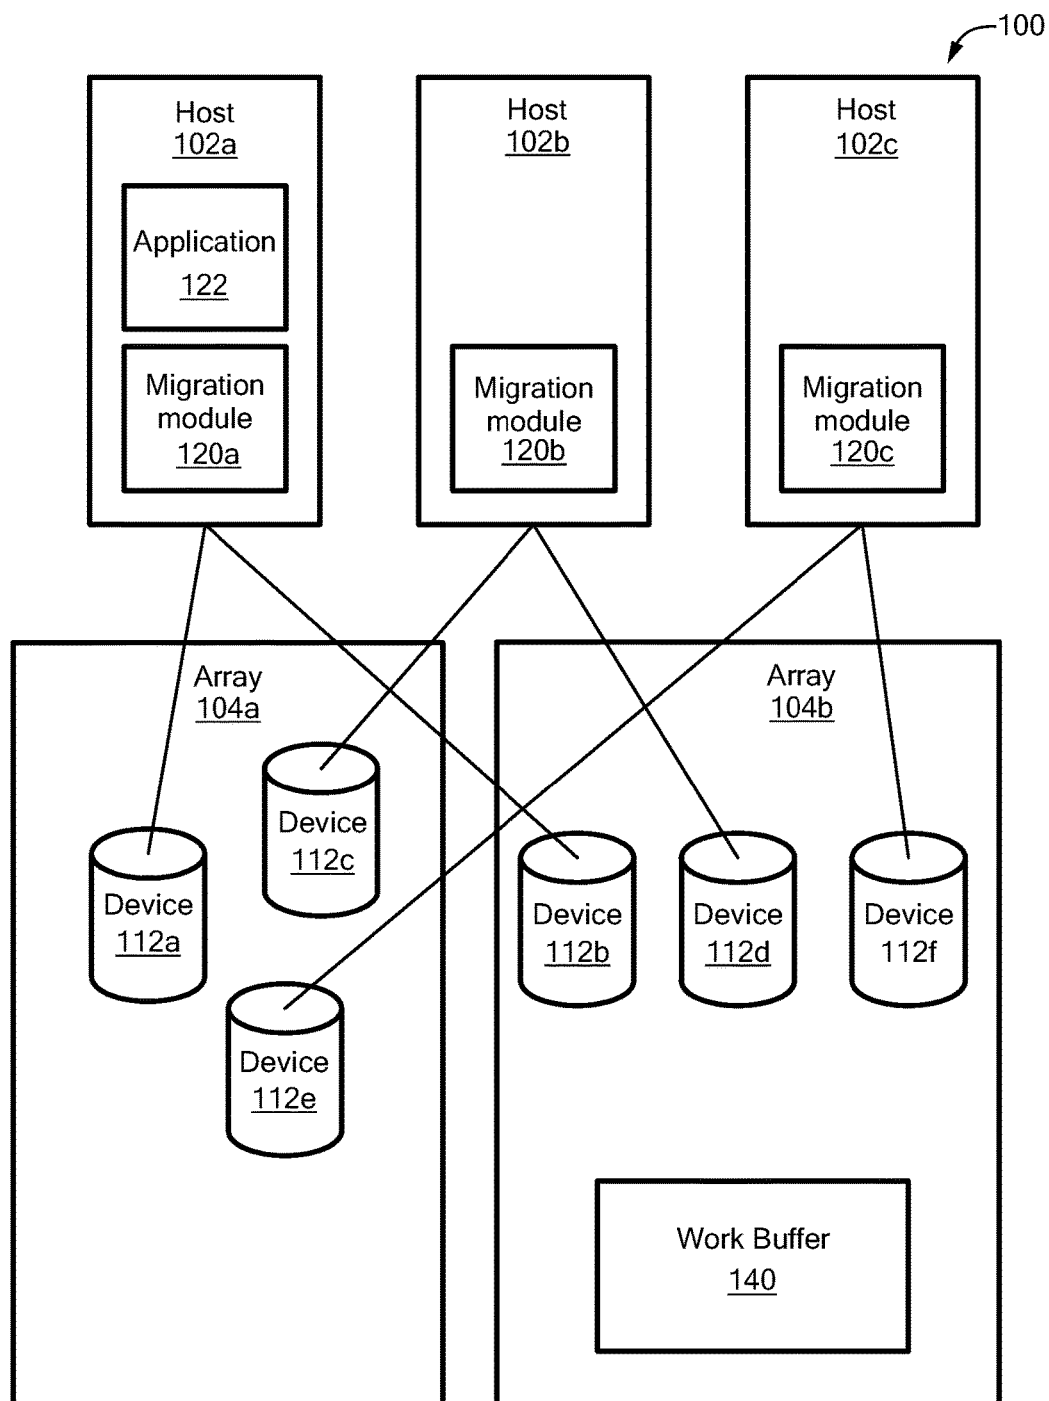 100
Host
102a
Application
122
Migration
module
120a
Host
102b
Migration
module
120b
Host
102c
Migration
module
120c
Array
104a
Device
112c
Device
112a
Device
112e
Array
104b
Device
112b
Device
112d
Device
112f
Work Buffer
140